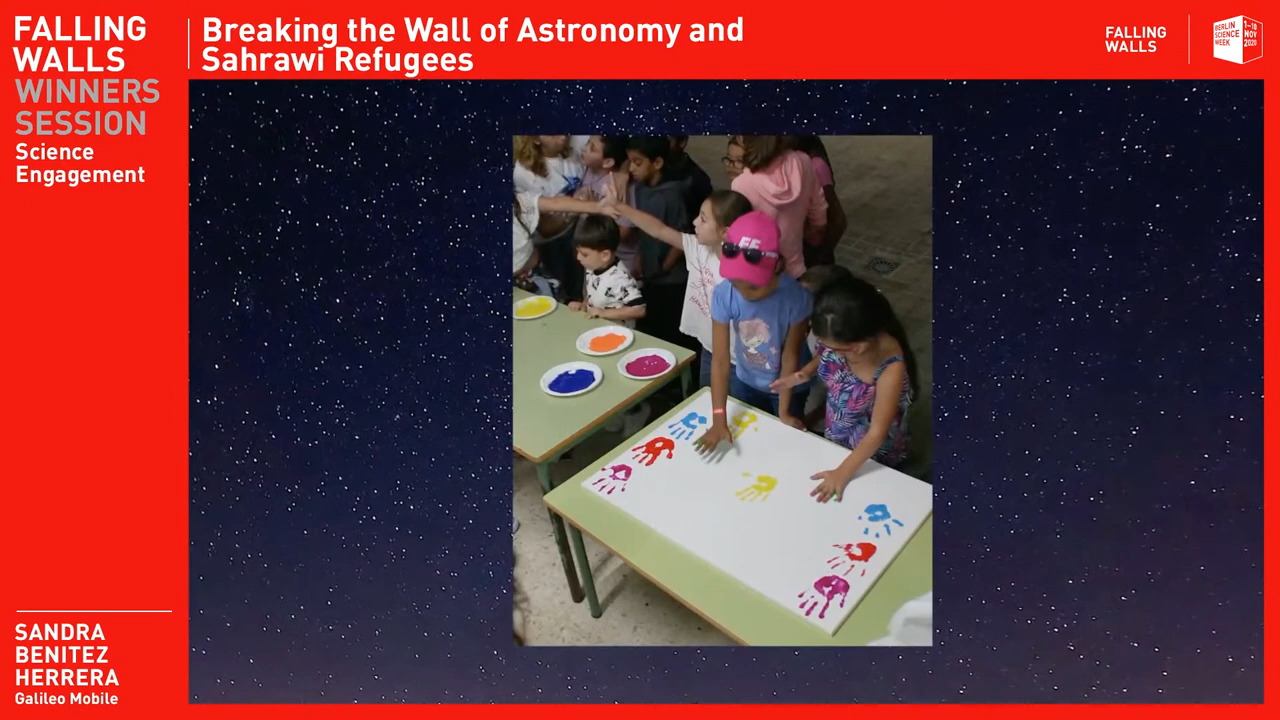 FALLING
WALLS
WINNERS
SESSION
Science
Engagement
Breaking the Wall of Astronomy and
Sahrawi Refugees
FALLING
WALLS
BERLIN
SCIENCE
WEEK
1–10
NOV
2020
SANDRA
BENITEZ
HERRERA
Galileo Mobile